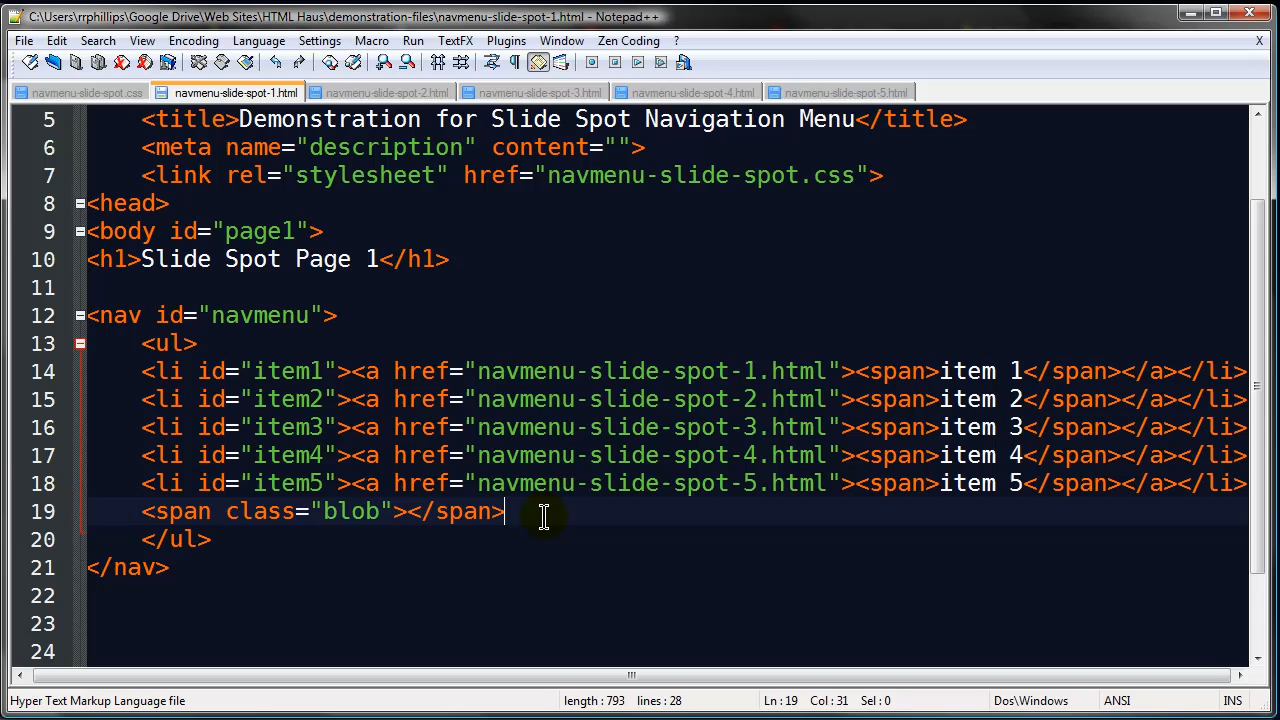 C:\Users\rrphillips\Google Drive\Web Sites\HTML Haus\demonstration-files\navmenu-slide-spot-1.html - Notepad++
File Edit Search View Encoding Language Settings Macro Run TextFX Plugins Window Zen Coding ? X
navmenu-slide-spot.css navmenu-slide-spot-1.html navmenu-slide-spot-2.html navmenu-slide-spot-3.html navmenu-slide-spot-4.html navmenu-slide-spot-5.html
5 <title>Demonstration for Slide Spot Navigation Menu</title>
6 <meta name="description" content="">
7 <link rel="stylesheet" href="navmenu-slide-spot.css">
8 <head>
9 <body id="page1">
10 <h1>Slide Spot Page 1</h1>
11
12 <nav id="navmenu">
13 <ul>
14 <li id="item1"><a href="navmenu-slide-spot-1.html"><span>item 1</span></a></li>
15 <li id="item2"><a href="navmenu-slide-spot-2.html"><span>item 2</span></a></li>
16 <li id="item3"><a href="navmenu-slide-spot-3.html"><span>item 3</span></a></li>
17 <li id="item4"><a href="navmenu-slide-spot-4.html"><span>item 4</span></a></li>
18 <li id="item5"><a href="navmenu-slide-spot-5.html"><span>item 5</span></a></li>
19 <span class="blob"></span>
20 </ul>
21 </nav>
22
23
24
Hyper Text Markup Language file length : 793 lines : 28 Ln : 19 Col : 31 Sel : 0 Dos\Windows ANSI INS